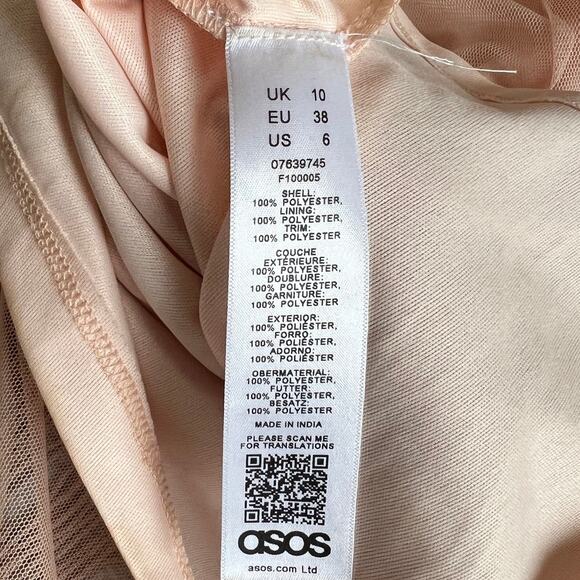 UK 10
EU 38
US 6
07639745
F100005
SHELL:
100% POLYESTER,
LINING:
100% POLYESTER,
TRIM:
100% POLYESTER
COUCHE
EXTÉRIEURE:
100% POLYESTER,
DOUBLURE:
100% POLYESTER,
GARNITURE:
100% POLYESTER
EXTERIOR:
100% POLIÉSTER,
FORRO:
100% POLIÉSTER,
ADORNO:
100% POLIÉSTER
OBERMATERIAL:
100% POLYESTER,
FUTTER:
100% POLYESTER,
BESATZ:
100% POLYESTER
MADE IN INDIA
PLEASE SCAN ME
FOR TRANSLATIONS
asos
asos.com Ltd